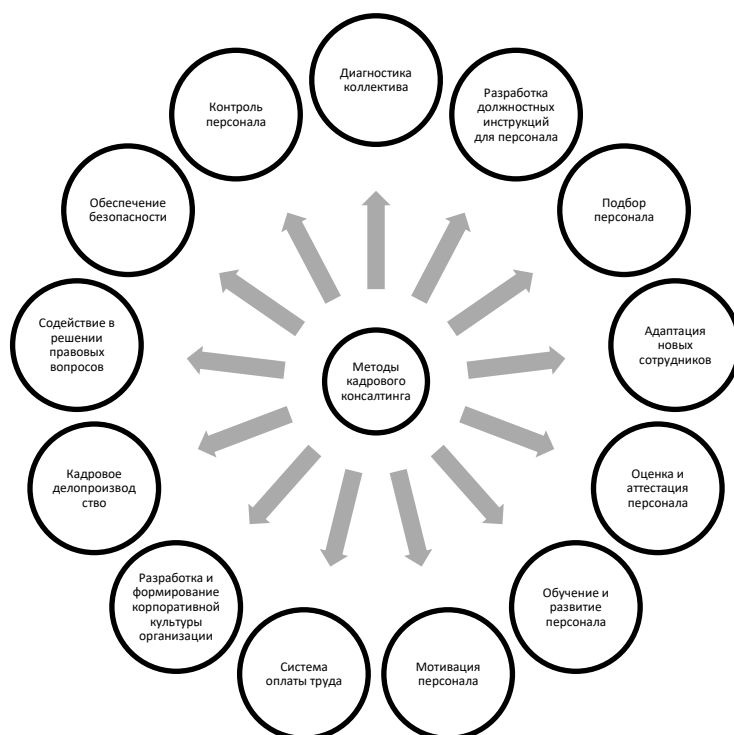 Диагностика
коллектива
Разработка
должностных
инструкций
для персонала
Подбор
персонала
Адаптация
новых
сотрудников
Оценка и
аттестация
персонала
Обучение и
развитие
персонала
Мотивация
персонала
Система
оплаты труда
Разработка и
формирование
корпоративной
культуры
организации
Кадровое
делопроизвод
ство
Содействие в
решении
правовых
вопросов
Обеспечение
безопасности
Контроль
персонала
Методы
кадрового
консалтинга